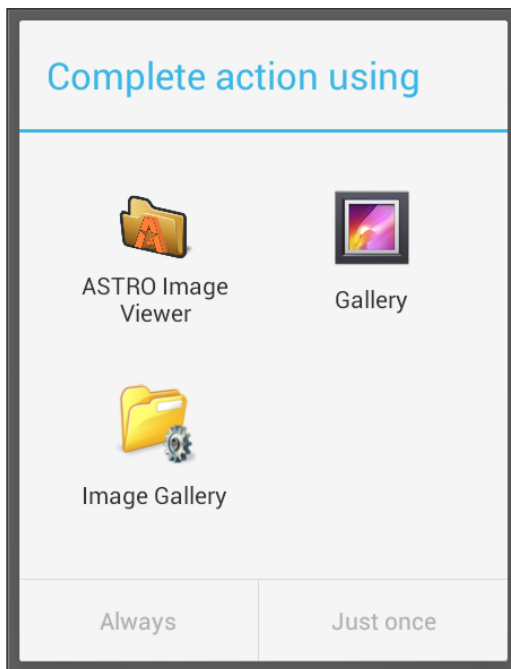 Complete action using
ASTRO Image
Viewer
Gallery
Image Gallery
Always
Just once